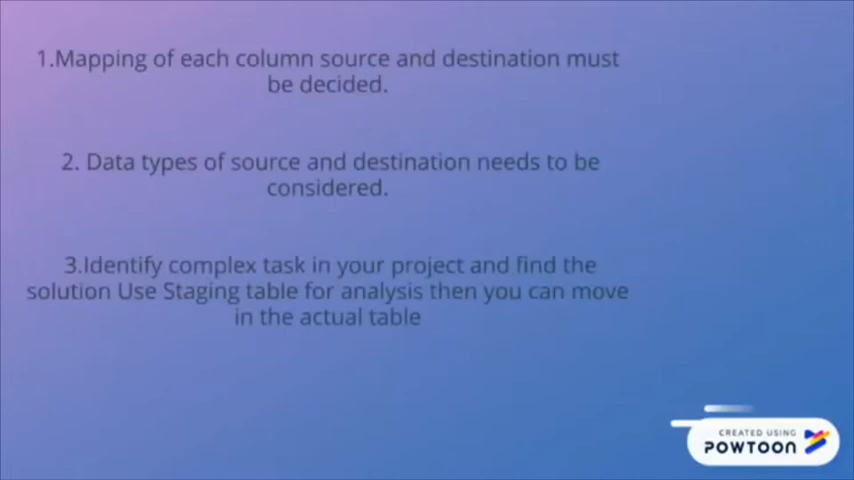 1.Mapping of each column source and destination must
be decided.
2. Data types of source and destination needs to be
considered.
3.Identify complex task in your project and find the
solution Use Staging table for analysis then you can move
in the actual table
CREATED USING
POWTOON